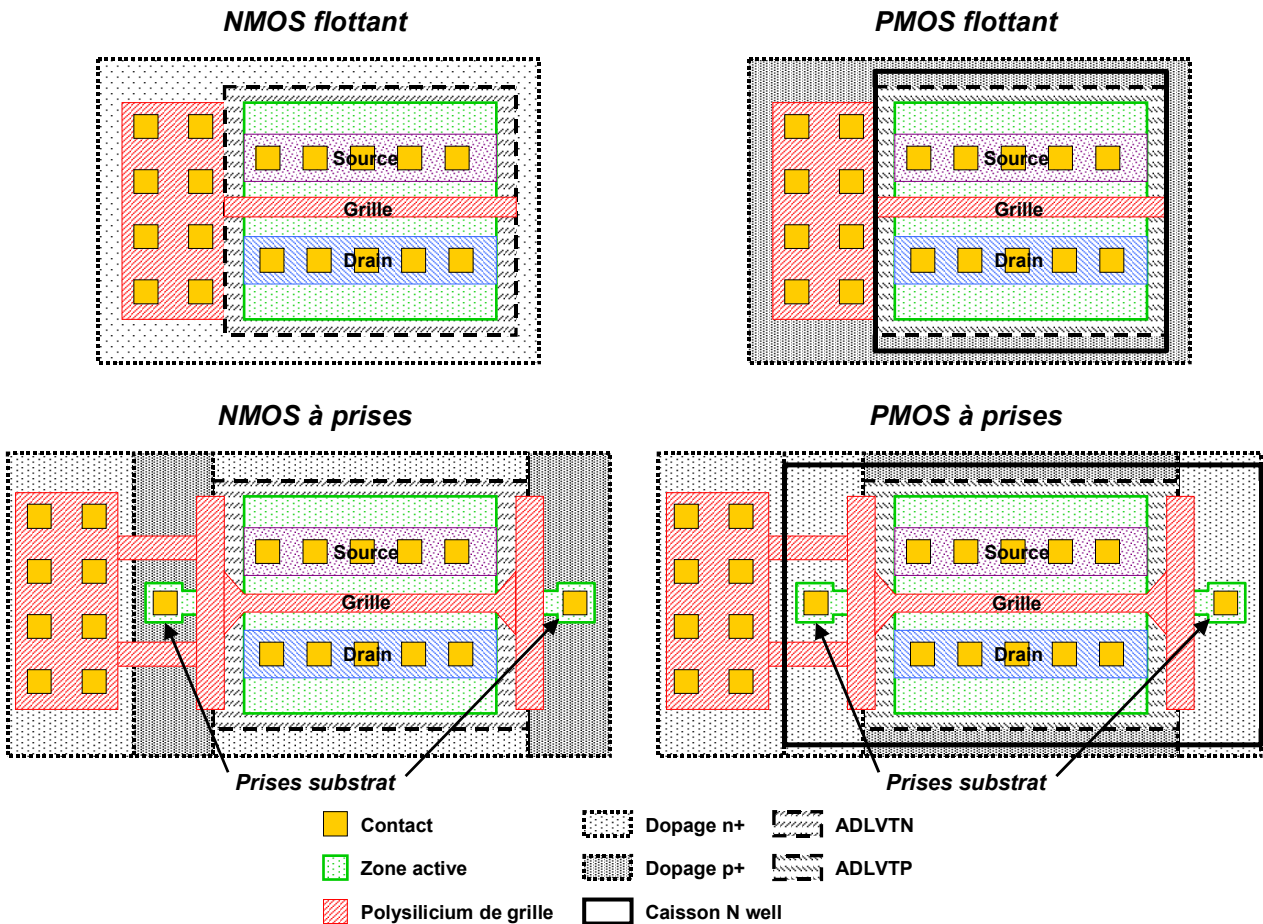 NMOS flottant
PMOS flottant
Source
Grille
Drain
Source
Grille
Drain
NMOS à prises
PMOS à prises
Source
Grille
Drain
Source
Grille
Drain
Prises substrat
Prises substrat
Contact
Dopage n+
ADLVTN
Zone active
Dopage p+
ADLVTP
Polysilicium de grille
Caisson N well